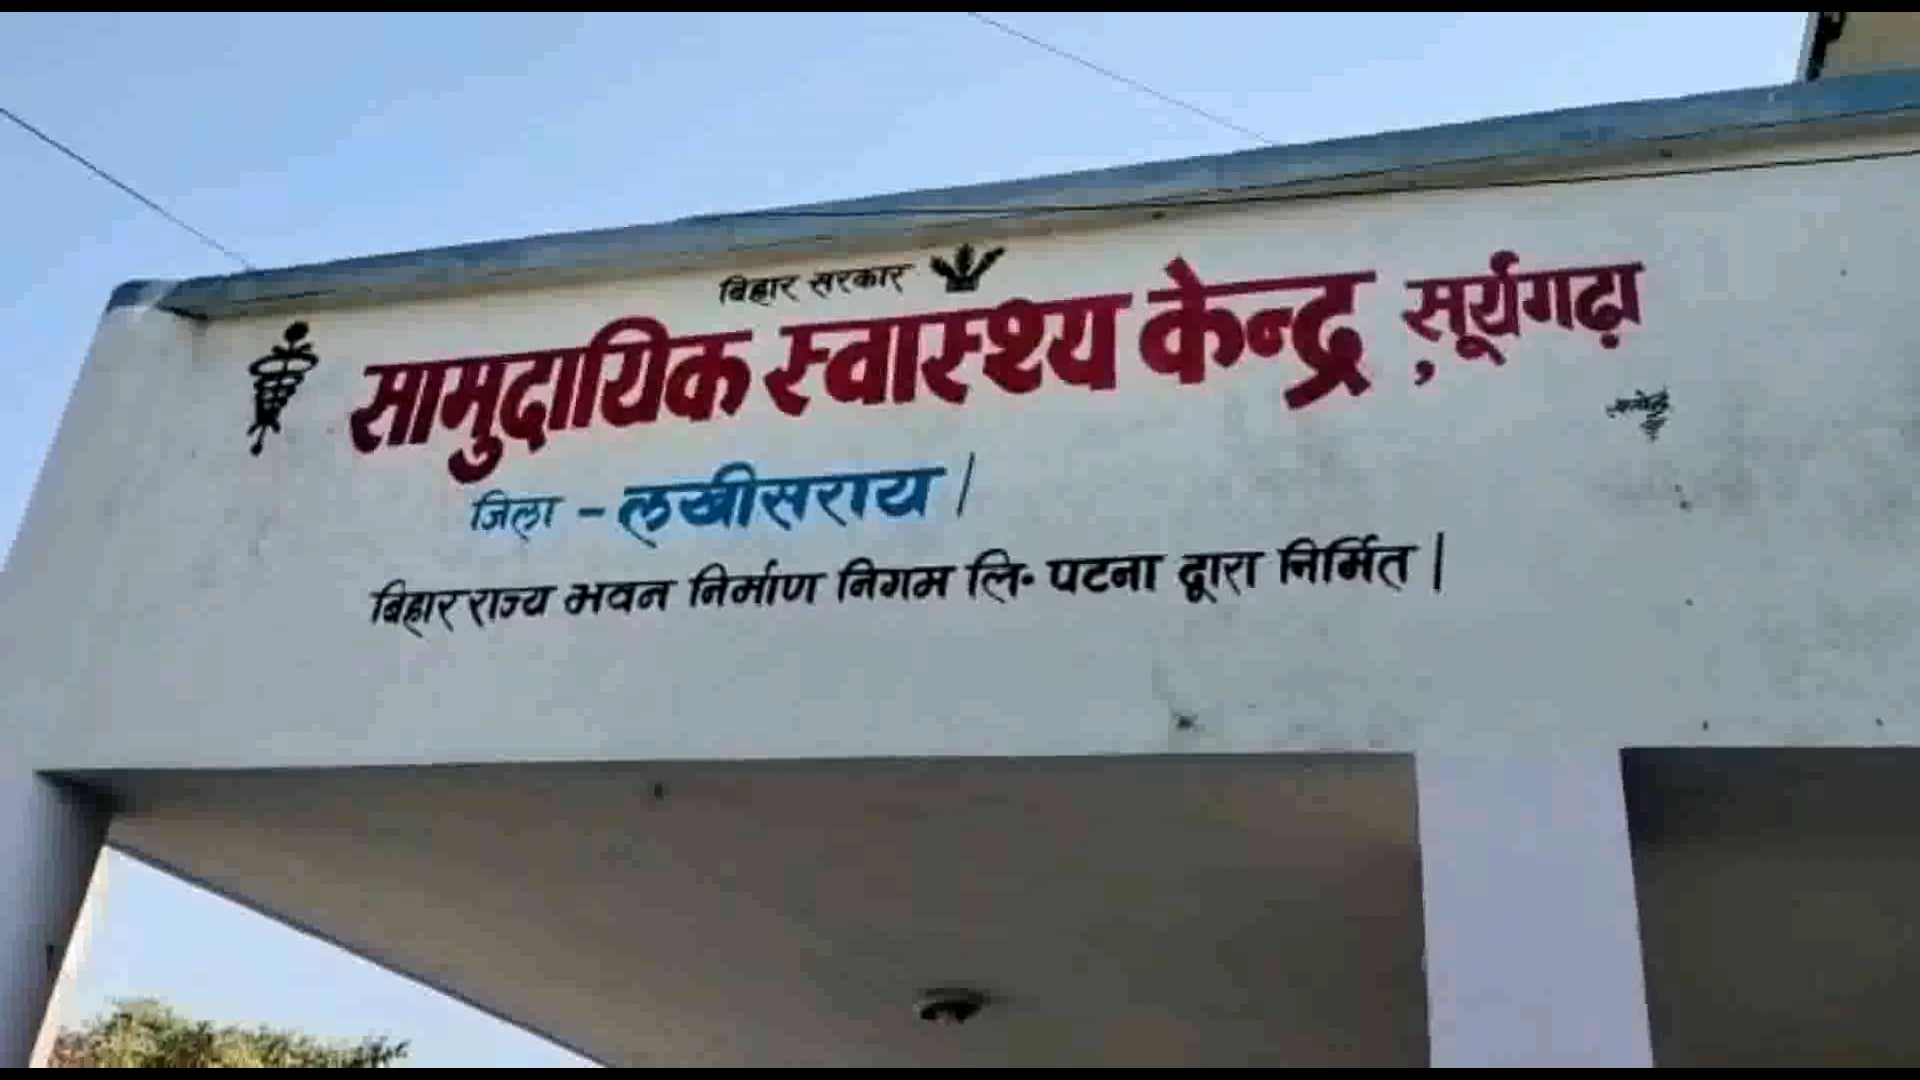 बिहार सरकार
सामुदायिक स्वास्थ्य केन्द्र, सूर्यगढ़ा
जिला - लखीसराय।
बिहार राज्य भवन निर्माण निगम लि॰ पटना द्वारा निर्मित।